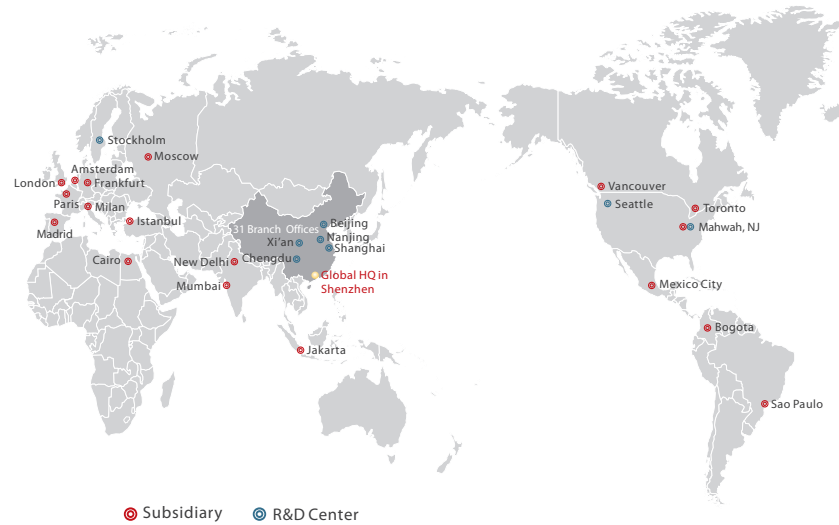 Stockholm
Moscow
Amsterdam
London
Frankfurt
Paris
Milan
Istanbul
Madrid
Cairo
New Delhi
Mumbai
31 Branch Offices
Beijing
Nanjing
Xi'an
Shanghai
Chengdu
Global HQ in
Shenzhen
Jakarta
Vancouver
Seattle
Toronto
Mahwah, NJ
Mexico City
Bogota
Sao Paulo
Subsidiary
R&D Center